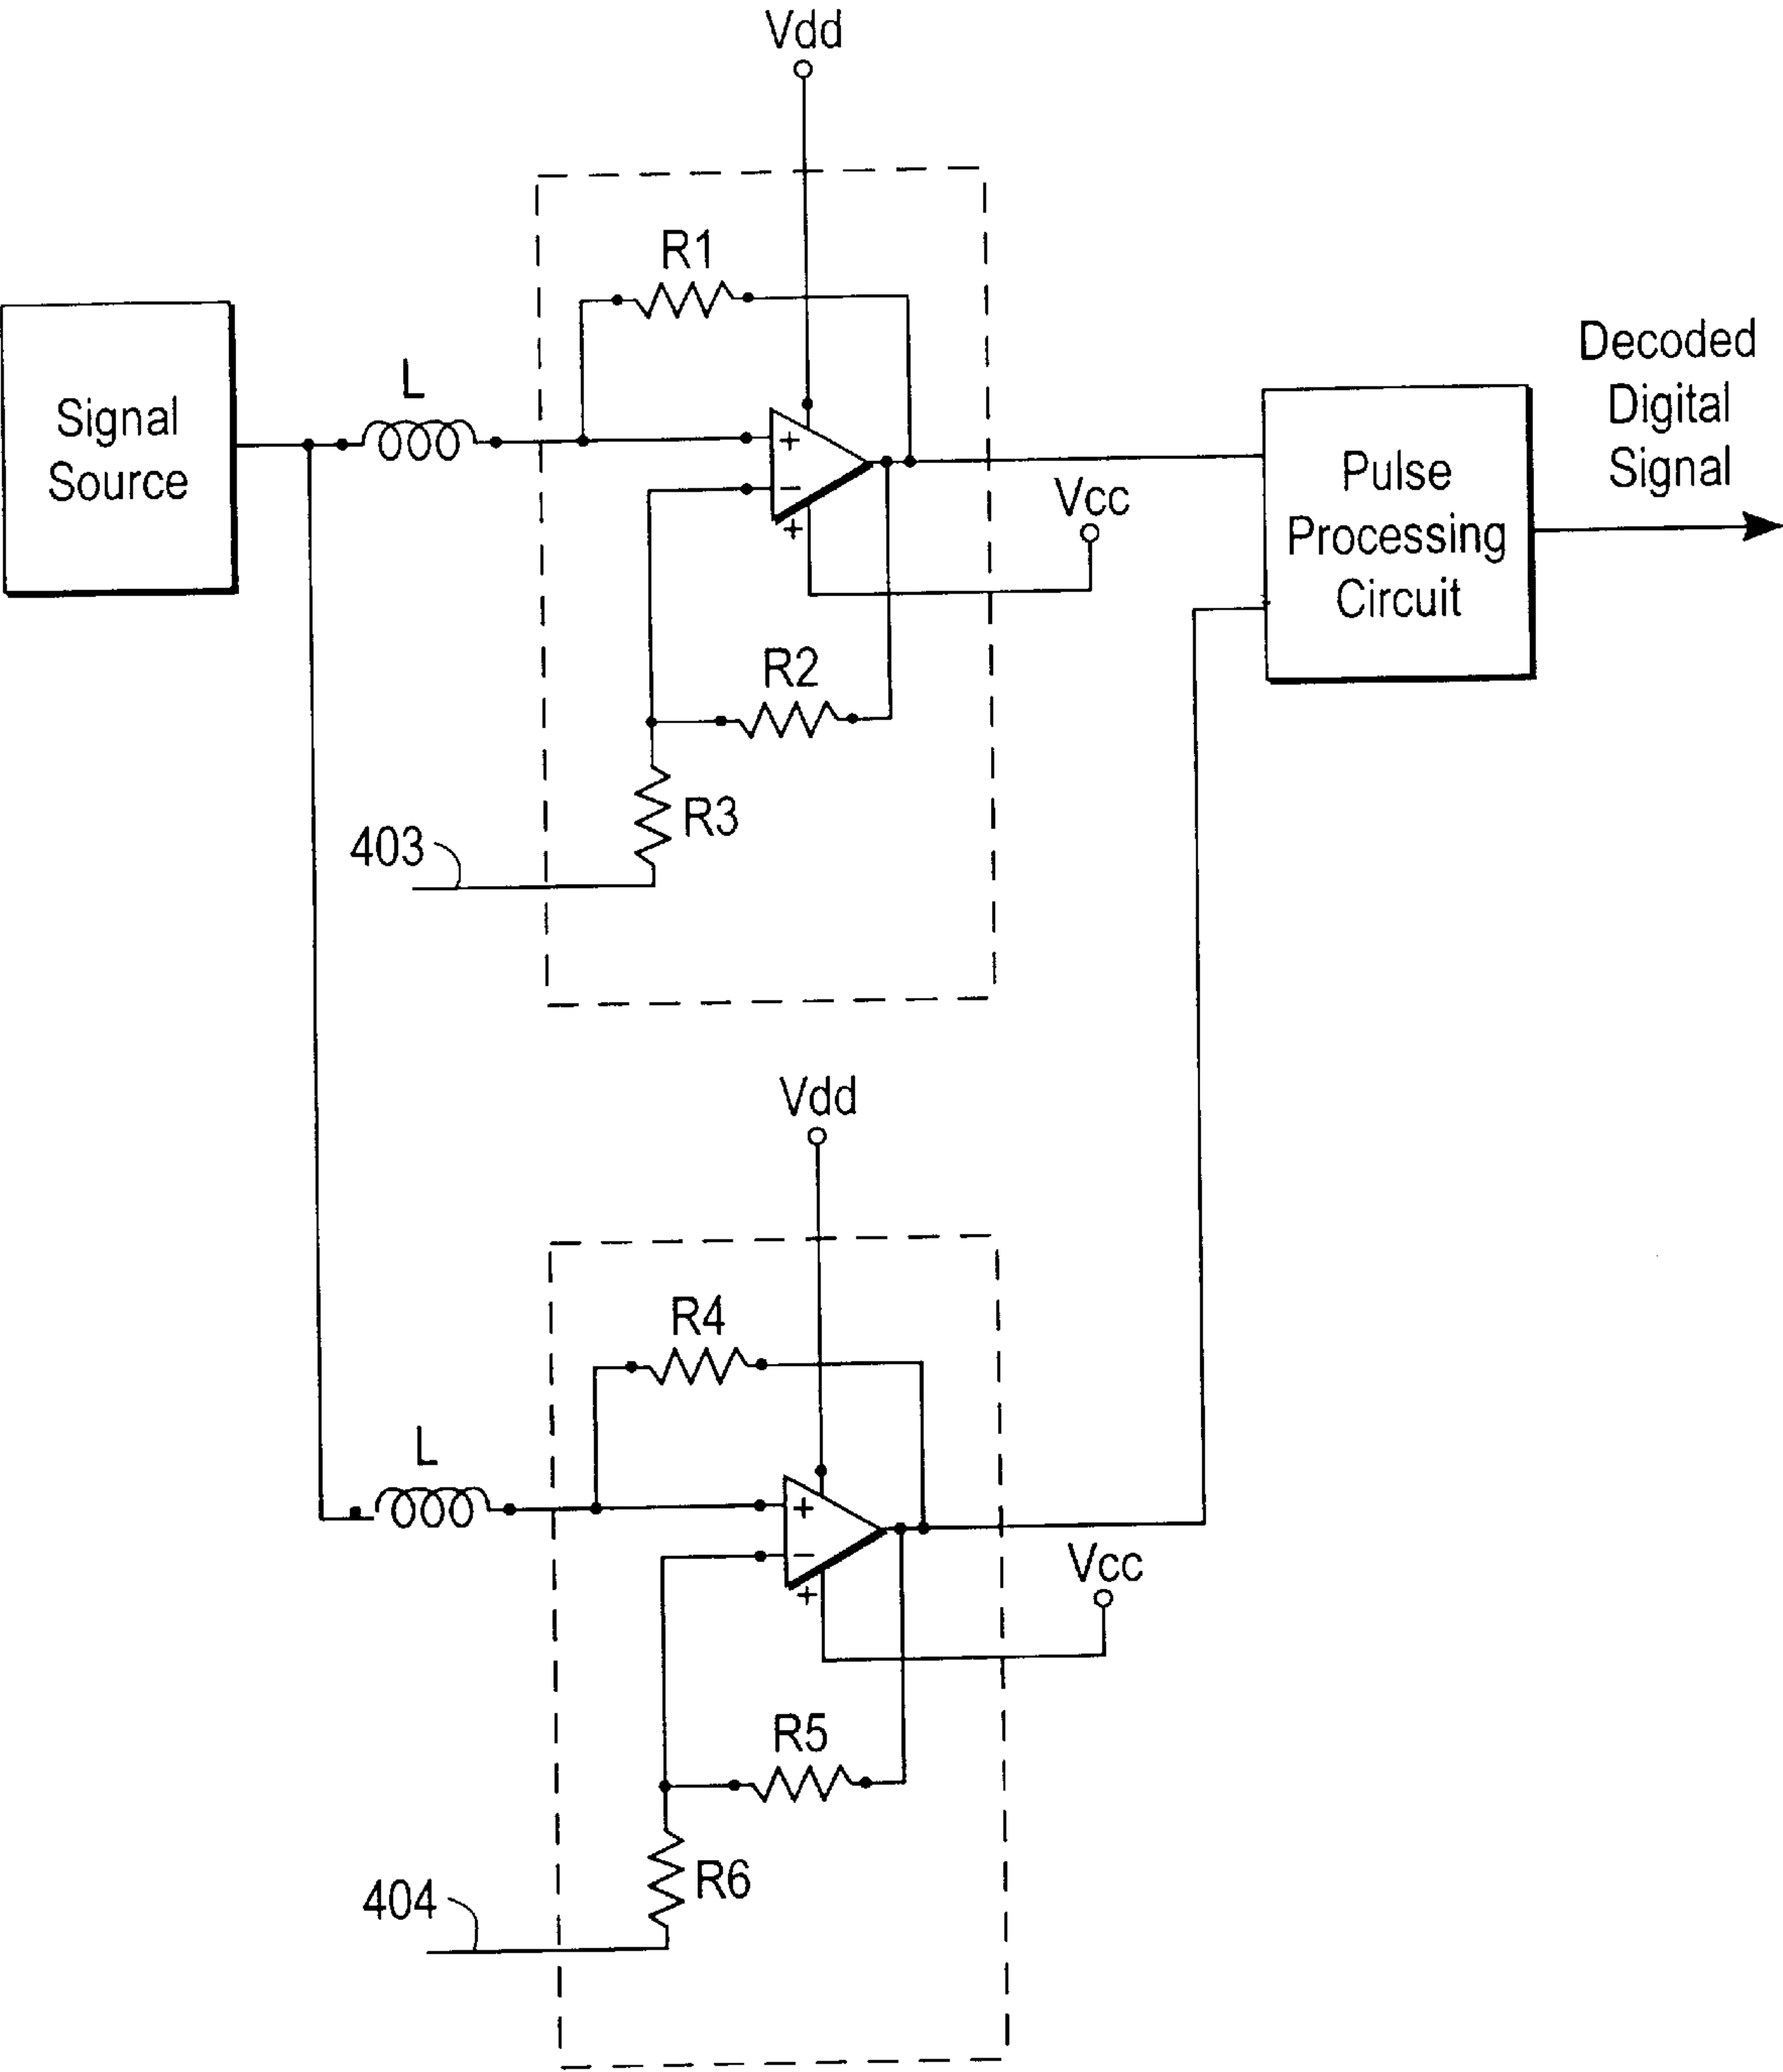 Vdd
R1
L
Signal
Source
+
−
+
Vcc
R2
R3
403
Pulse
Processing
Circuit
Decoded
Digital
Signal
Vdd
R4
L
+
−
+
Vcc
R5
R6
404